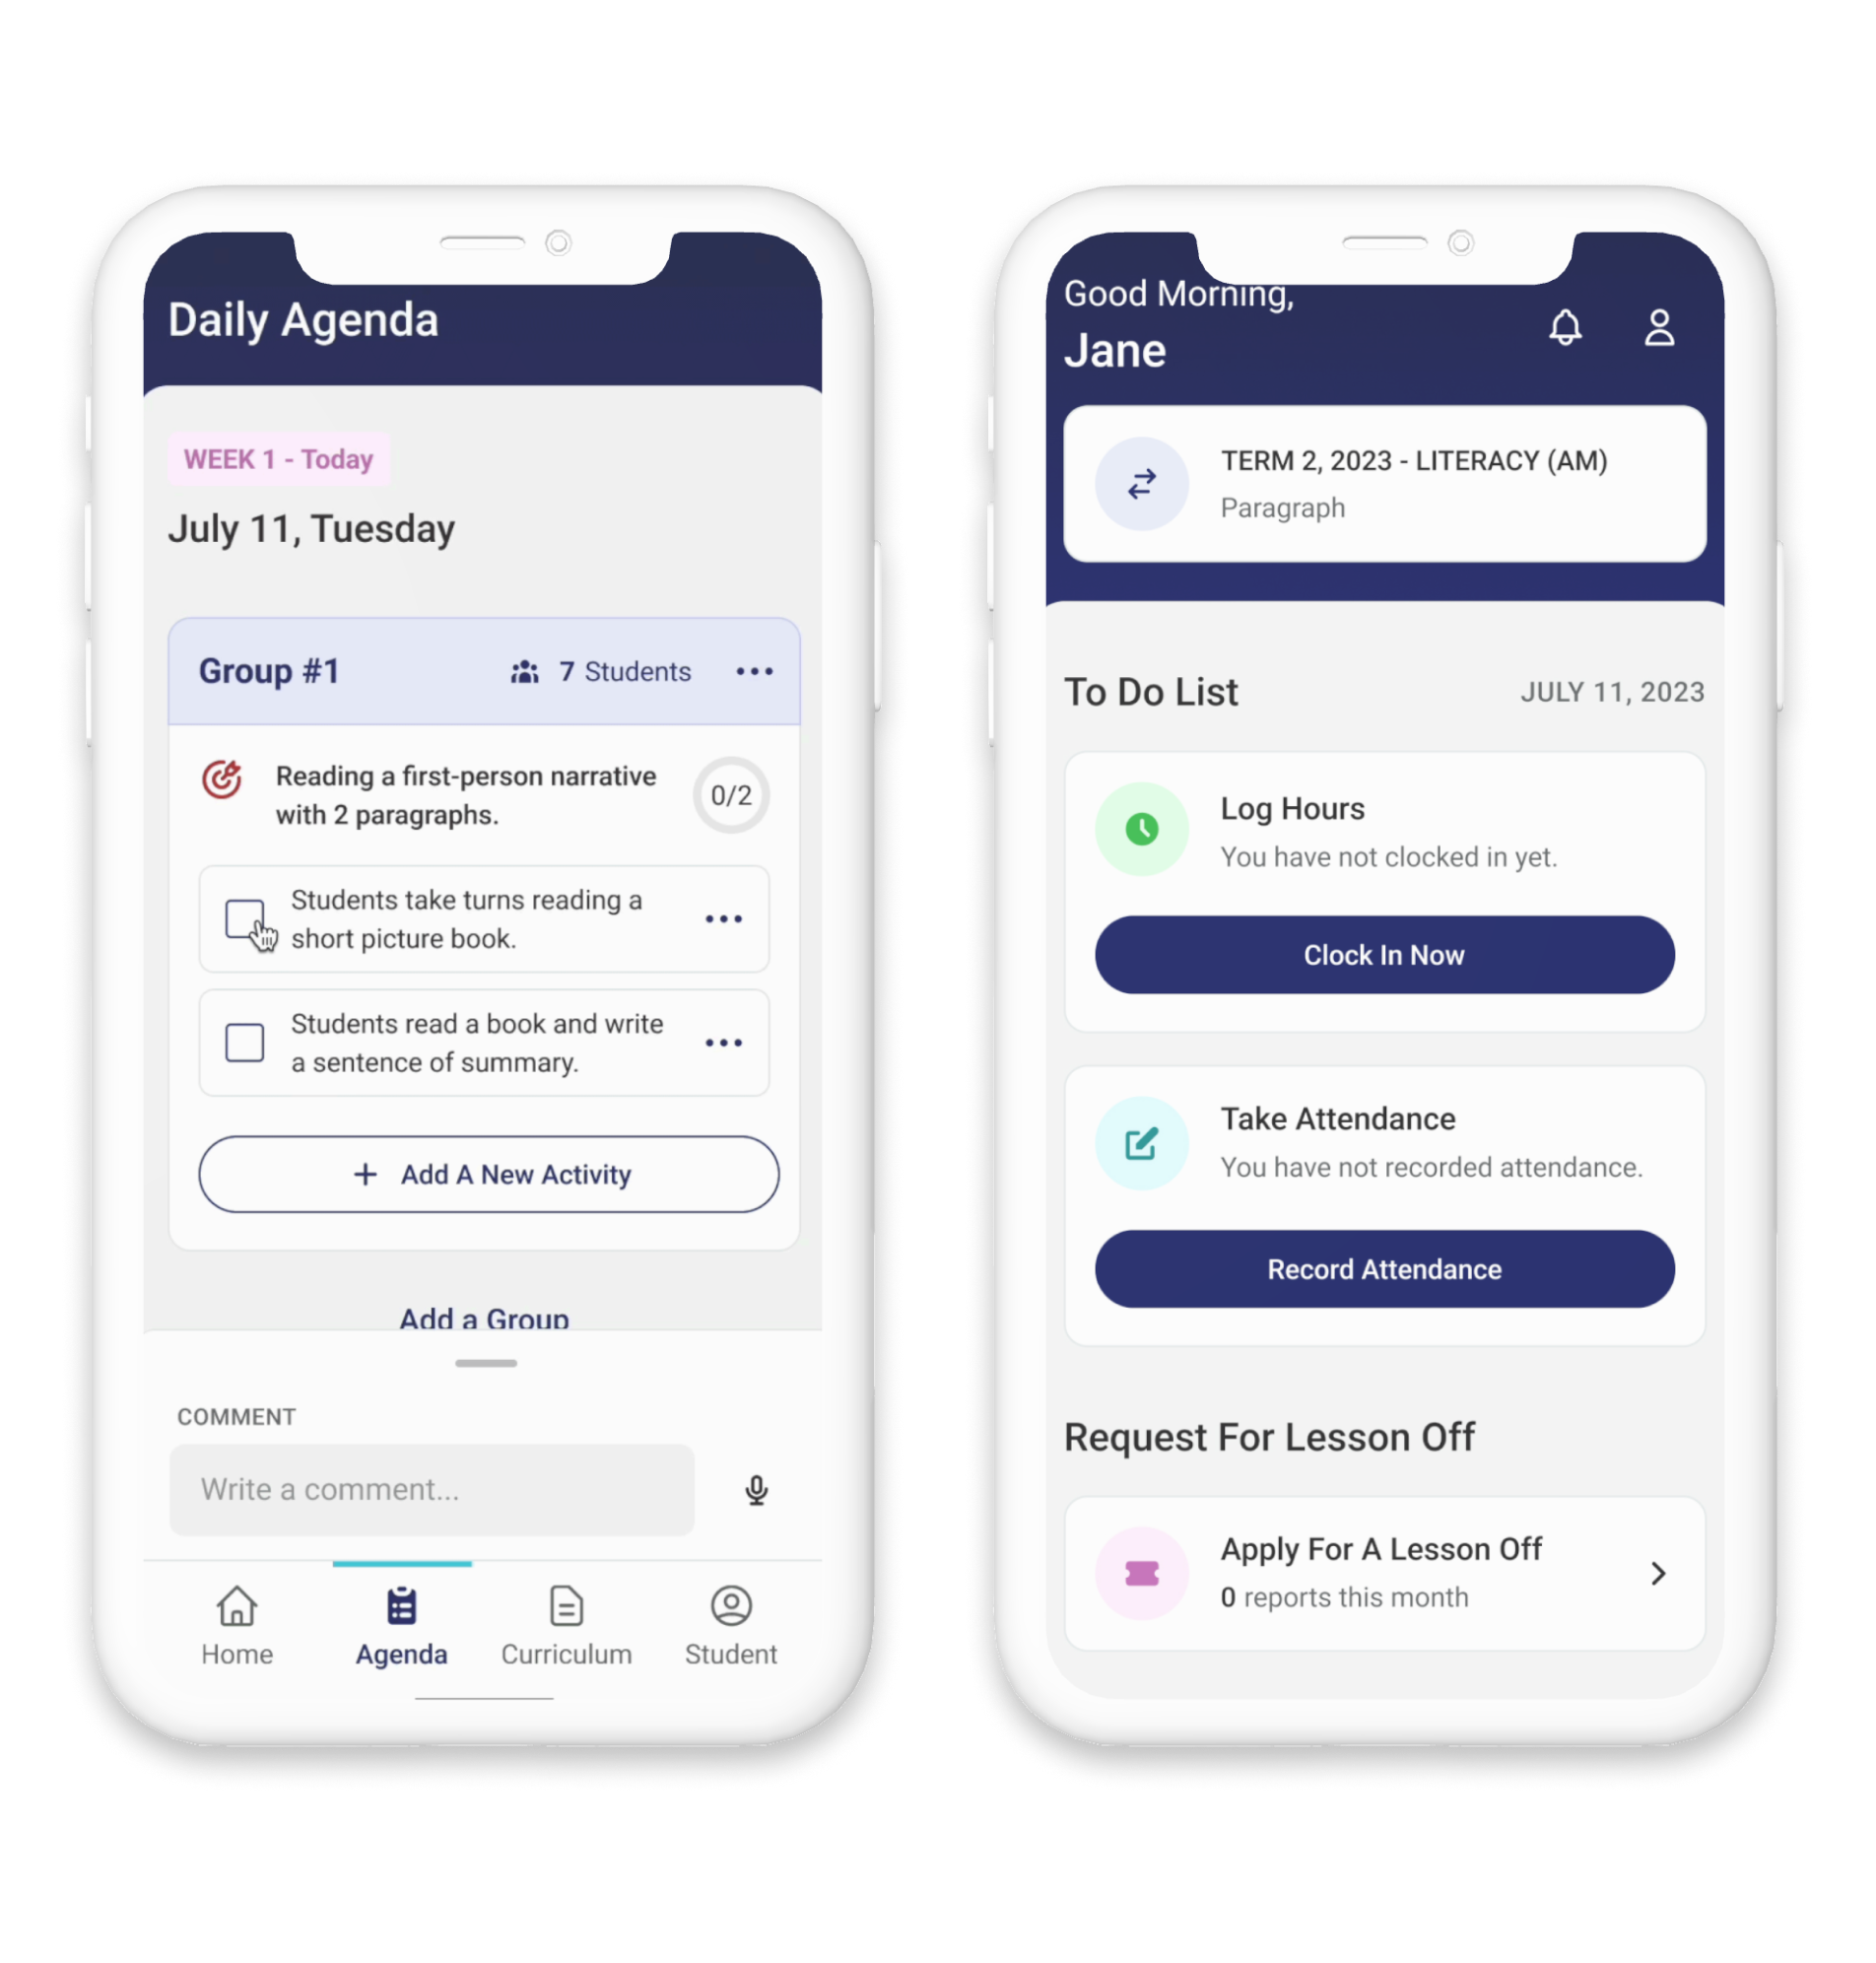 Daily Agenda
WEEK 1 - Today
July 11, Tuesday
Group #1
7 Students
Reading a first-person narrative
with 2 paragraphs.
0/2
Students take turns reading a
short picture book.
Students read a book and write
a sentence of summary.
+ Add A New Activity
Add a Group
COMMENT
Write a comment...
Home
Agenda
Curriculum
Student
Good Morning,
Jane
TERM 2, 2023 - LITERACY (AM)
Paragraph
To Do List
JULY 11, 2023
Log Hours
You have not clocked in yet.
Clock In Now
Take Attendance
You have not recorded attendance.
Record Attendance
Request For Lesson Off
Apply For A Lesson Off
0 reports this month